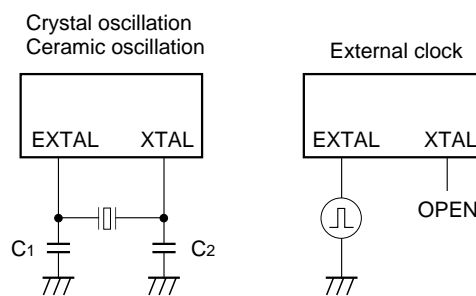 Crystal oscillation
Ceramic oscillation
EXTAL XTAL
C1 C2
External clock
EXTAL XTAL
OPEN